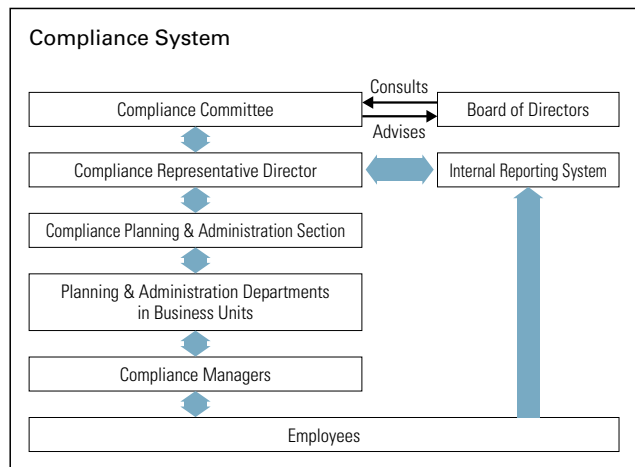 Compliance System
Consults
Compliance Committee
Board of Directors
Advises
Compliance Representative Director
Internal Reporting System
Compliance Planning & Administration Section
Planning & Administration Departments
in Business Units
Compliance Managers
Employees